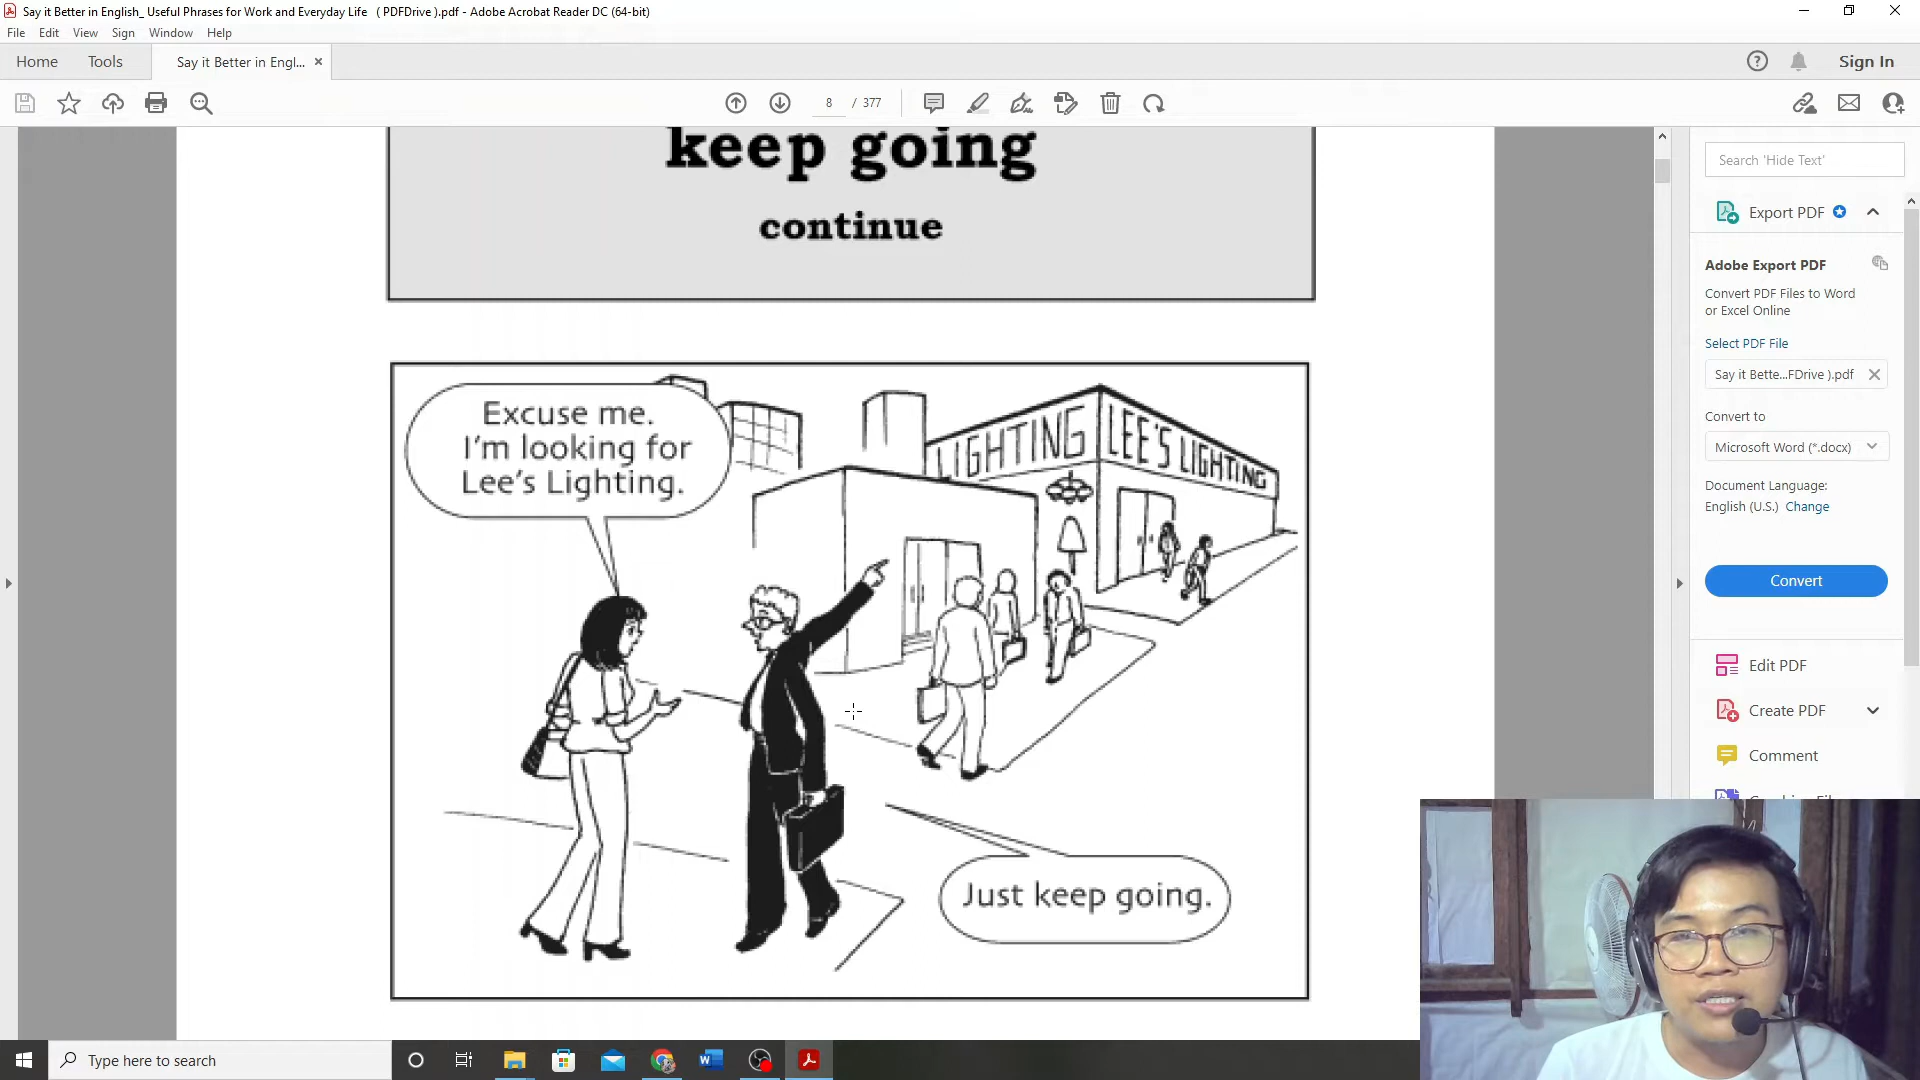 Say it Better in English_ Useful Phrases for Work and Everyday Life   ( PDFDrive ).pdf - Adobe Acrobat Reader DC (64-bit)
File Edit View Sign Window Help
Home Tools Say it Better in Engl... × Sign In
8 / 377
keep going
continue
Excuse me.
I'm looking for
Lee's Lighting.
LIGHTING LEE'S LIGHTING
Just keep going.
Search 'Hide Text'
Export PDF
Adobe Export PDF
Convert PDF Files to Word
or Excel Online
Select PDF File
Say it Bette...FDrive ).pdf
Convert to
Microsoft Word (*.docx)
Document Language:
English (U.S.) Change
Convert
Edit PDF
Create PDF
Comment
Type here to search